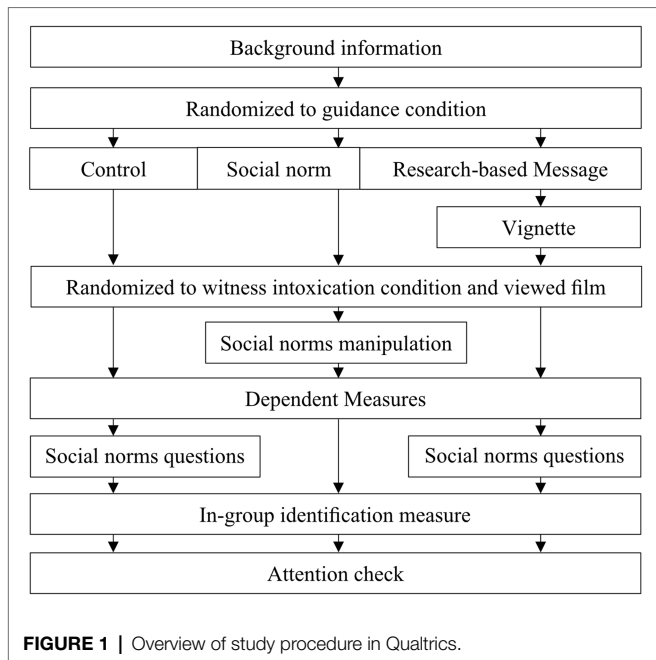 Background information
Randomized to guidance condition
Control Social norm Research-based Message
Vignette
Randomized to witness intoxication condition and viewed film
Social norms manipulation
Dependent Measures
Social norms questions Social norms questions
In-group identification measure
Attention check
FIGURE 1 | Overview of study procedure in Qualtrics.